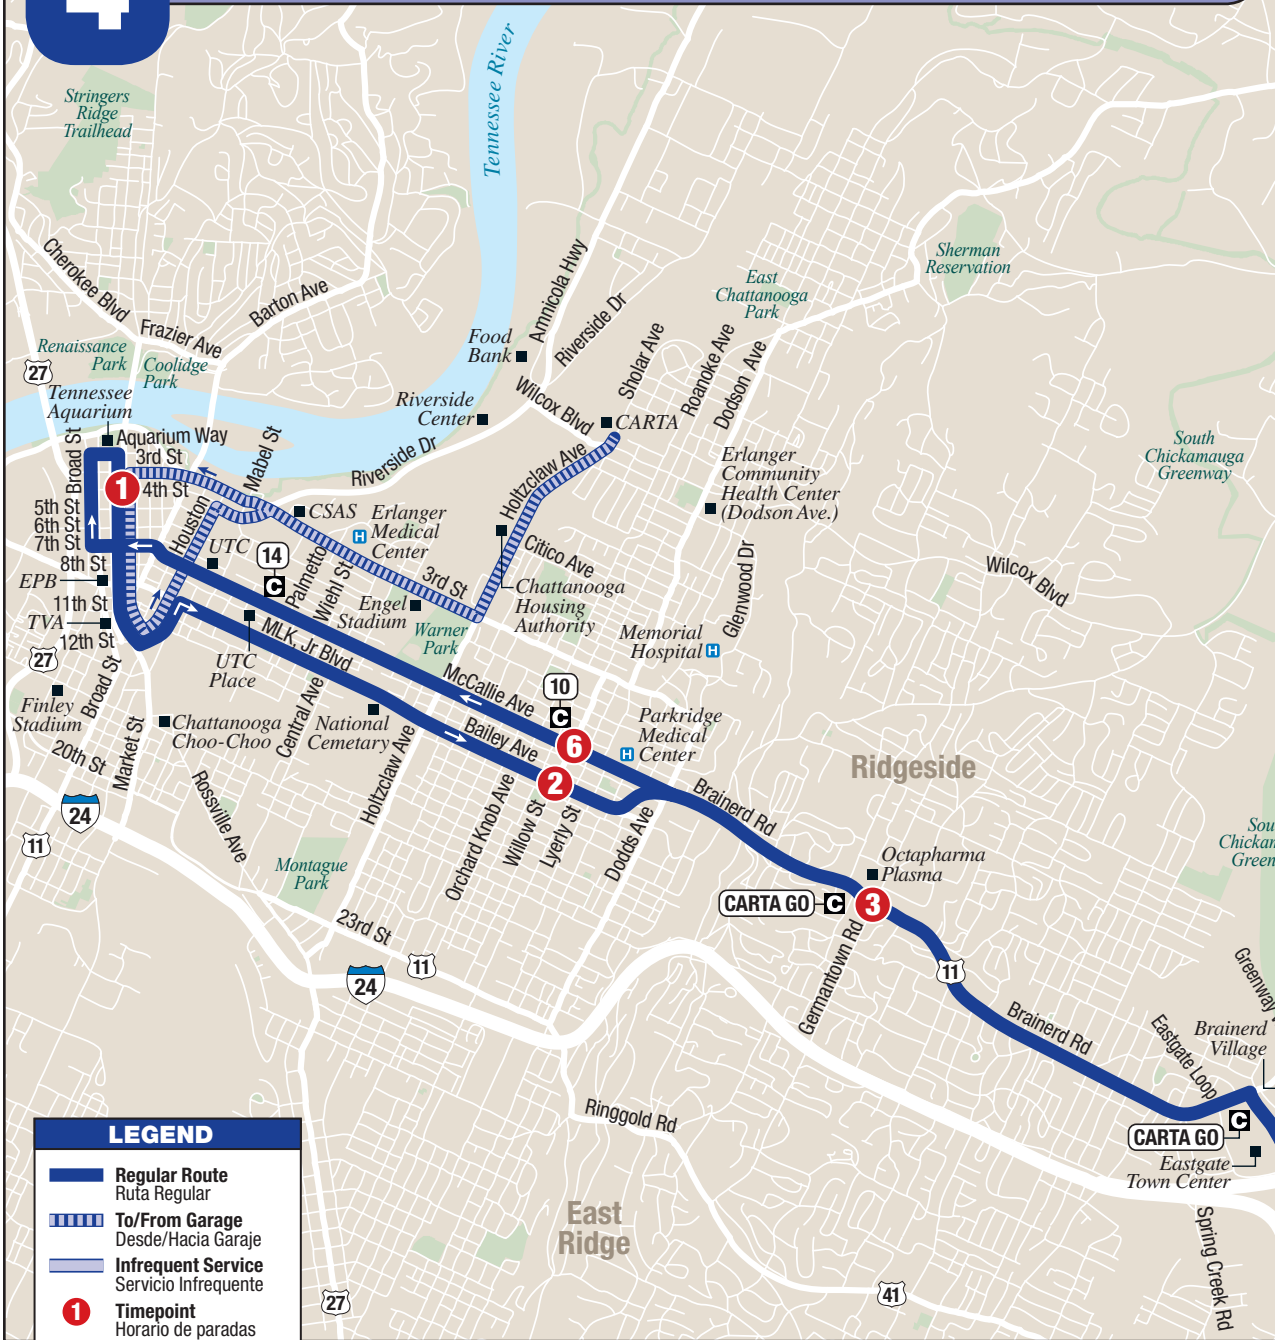 4
Tennessee River
Stringers
Ridge
Trailhead
Cherokee Blvd
Frazier Ave
Barton Ave
Renaissance
Park
Coolidge
Park
27
Tennessee
Aquarium
Aquarium Way
Broad St
3rd St
4th St
1
5th St
6th St
7th St
8th St
EPB
11th St
TVA
12th St
27
Houston
UTC
Mabel St
Riverside Dr
Riverside
Center
Food
Bank
Amnicola Hwy
Riverside Dr
Wilcox Blvd
Sholar Ave
CARTA
Roanoke Ave
Dodson Ave
East
Chattanooga
Park
Sherman
Reservation
South
Chickamauga
Greenway
Holtzclaw Ave
CSAS
H
Erlanger
Medical
Center
14
C
Palmetto
Wiehl St
3rd St
Engel
Stadium
Warner
Park
Citico Ave
Chattanooga
Housing
Authority
Erlanger
Community
Health Center
(Dodson Ave.)
Glenwood Dr
Memorial
Hospital
H
Wilcox Blvd
UTC
Place
MLK, Jr Blvd
McCallie Ave
10
C
6
Bailey Ave
2
Parkridge
Medical
Center
H
Finley
Stadium
Broad St
20th St
Market St
Chattanooga
Choo-Choo
Central Ave
National
Cemetary
Holtzclaw Ave
Rossville Ave
24
11
Montague
Park
Orchard Knob Ave
Willow St
Lyerly St
Dodds Ave
Brainerd Rd
Ridgeside
Octapharma
Plasma
CARTA GO
C
3
Germantown Rd
23rd St
11
24
11
Brainerd Rd
Sou
Chickam
Green
Greenway
Eastgate Loop
Brainerd
Village
C
CARTA GO
Eastgate
Town Center
Spring Creek Rd
Ringgold Rd
East
Ridge
41
27
LEGEND
Regular Route
Ruta Regular
To/From Garage
Desde/Hacia Garaje
Infrequent Service
Servicio Infrequente
1
Timepoint
Horario de paradas